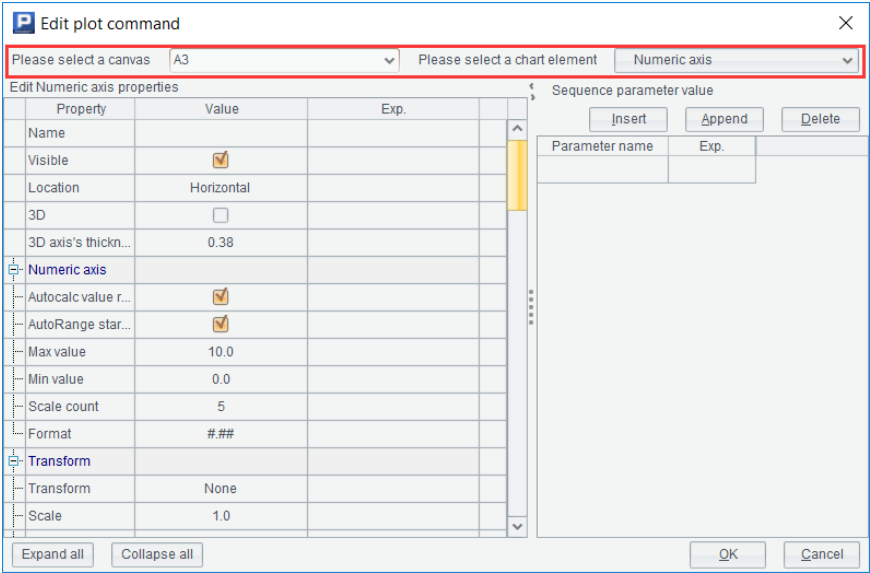 Edit plot command
Please select a canvas A3 Please select a chart element Numeric axis
Edit Numeric axis properties
Property Value Exp.
Name
Visible
Location Horizontal
3D
3D axis's thickn... 0.38
Numeric axis
Autocalc value r...
AutoRange star...
Max value 10.0
Min value 0.0
Scale count 5
Format #.##
Transform
Transform None
Scale 1.0
Expand all Collapse all
Sequence parameter value
Insert Append Delete
Parameter name Exp.
OK Cancel